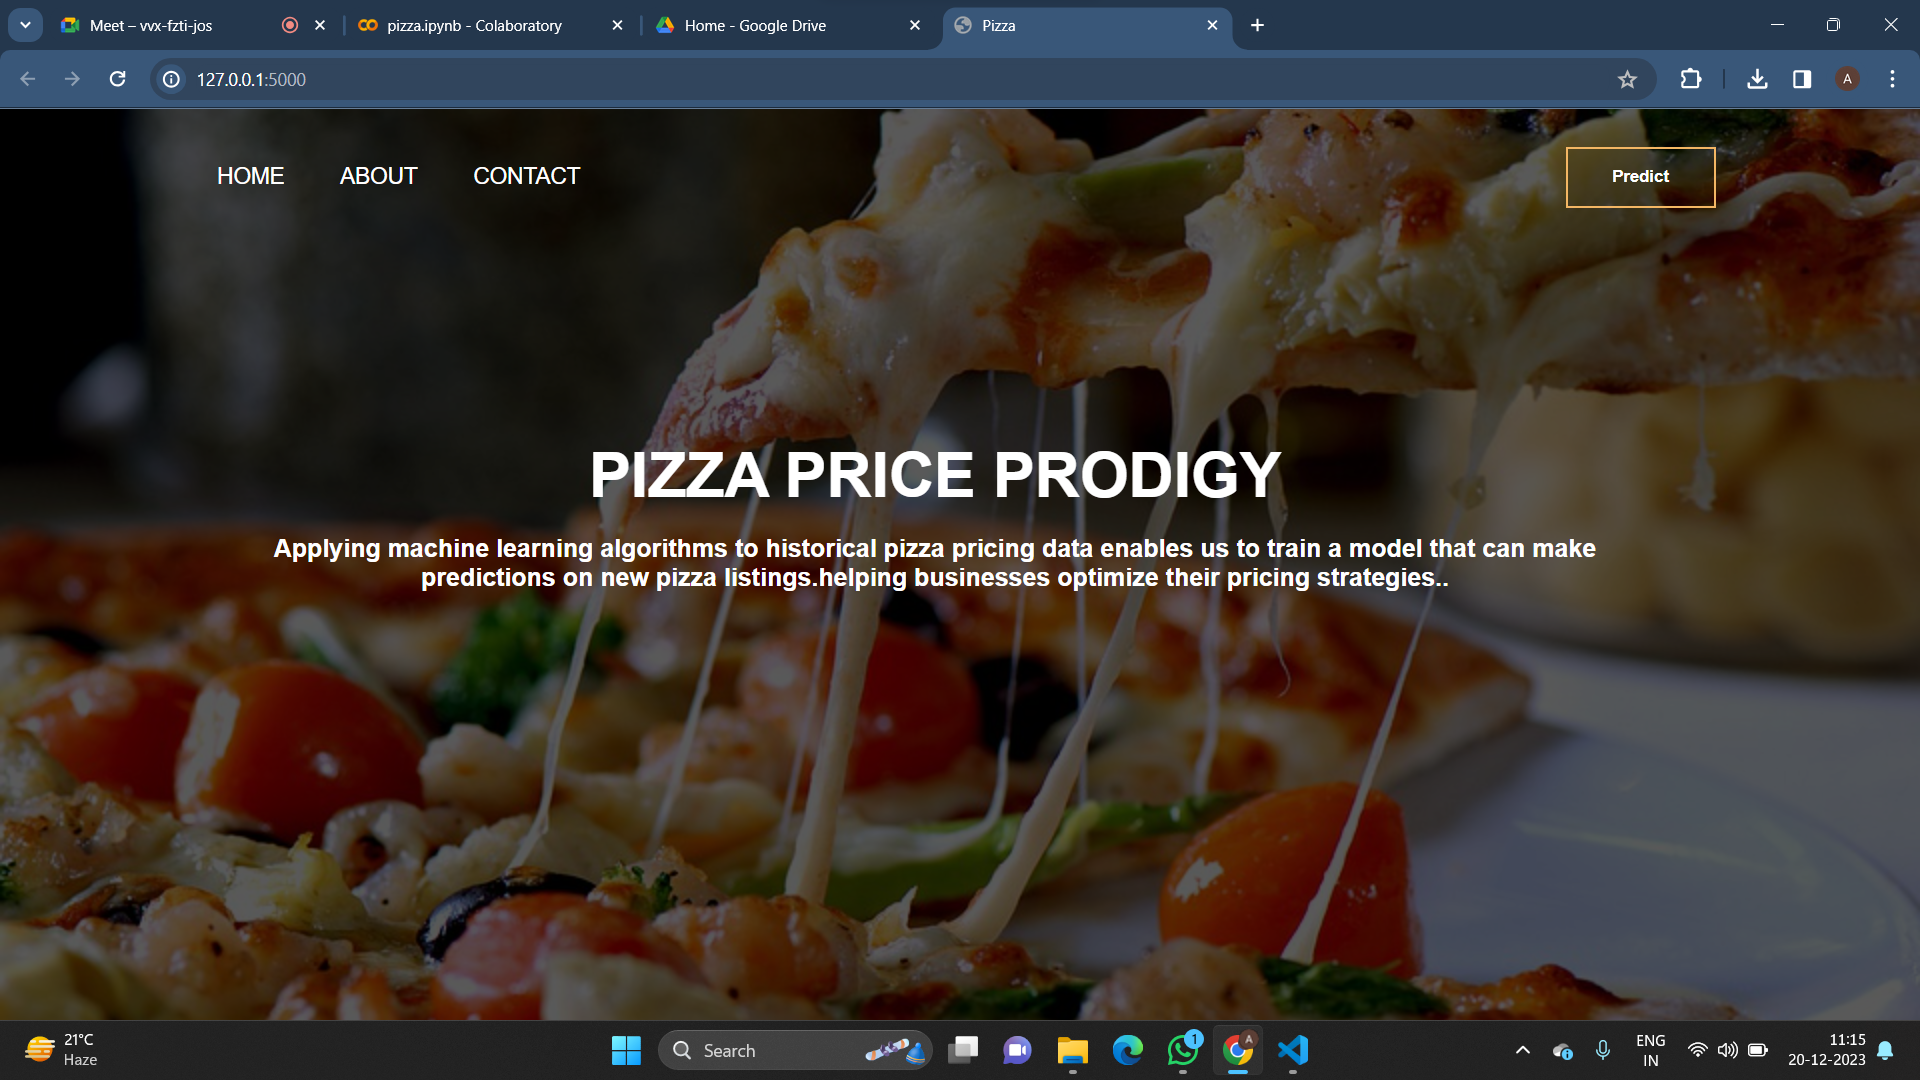 Meet – vvx-fzti-jos
pizza.ipynb - Colaboratory
Home - Google Drive
Pizza
127.0.0.1:5000
A
HOME
ABOUT
CONTACT
Predict
PIZZA PRICE PRODIGY
Applying machine learning algorithms to historical pizza pricing data enables us to train a model that can make
predictions on new pizza listings.helping businesses optimize their pricing strategies..
21°C
Haze
Search
1
A
ENG
IN
11:15
20-12-2023